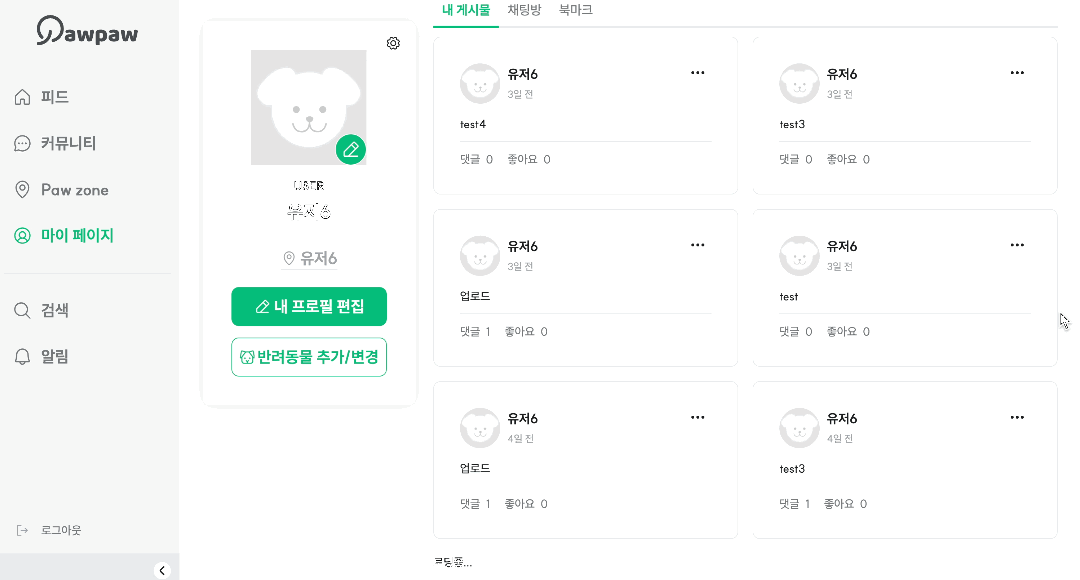 pawpaw
피드
커뮤니티
Paw zone
마이 페이지
검색
알림
로그아웃
USER
유저6
유저6
내 프로필 편집
반려동물 추가/변경
내 게시물 채팅방 북마크
유저6
3일 전
test4
댓글 0 좋아요 0
유저6
3일 전
test3
댓글 0 좋아요 0
유저6
3일 전
업로드
댓글 1 좋아요 0
유저6
3일 전
test
댓글 0 좋아요 0
유저6
4일 전
업로드
댓글 1 좋아요 0
유저6
4일 전
test3
댓글 1 좋아요 0
로딩중...